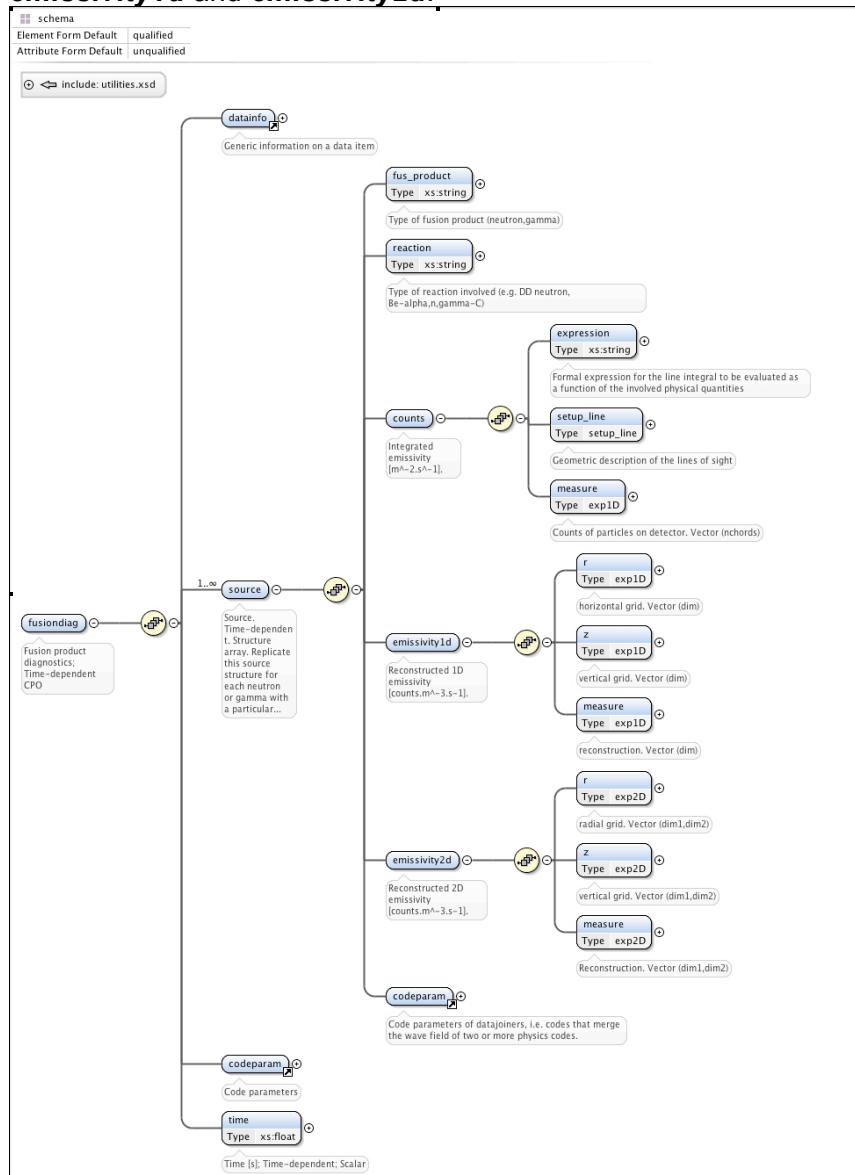 emissivity1d and emissivity2d.
schema
Element Form Default qualified
Attribute Form Default unqualified
include: utilities.xsd
datainfo
Generic information on a data item
fus_product
Type xs:string
Type of fusion product (neutron,gamma)
reaction
Type xs:string
Type of reaction involved (e.g. DD neutron,
Be-alpha,n,gamma-C)
expression
Type xs:string
Formal expression for the line integral to be evaluated as
a function of the involved physical quantities
counts
Integrated
emissivity
[m^-2.s^-1],
setup_line
Type setup_line
Geometric description of the lines of sight
measure
Type exp1D
Counts of particles on detector. Vector (nchords)
1..∞
source
Source.
Time-dependen
t. Structure
array. Replicate
this source
structure for
each neutron
or gamma with
a particular...
fusiondiag
Fusion product
diagnostics;
Time-dependent
CPO
r
Type exp1D
horizontal grid. Vector (dim)
emissivity1d
Reconstructed 1D
emissivity
[counts.m^-3.s-1],
z
Type exp1D
vertical grid. Vector (dim)
measure
Type exp1D
reconstruction. Vector (dim)
r
Type exp2D
radial grid. Vector (dim1,dim2)
emissivity2d
Reconstructed 2D
emissivity
[counts.m^-3.s-1],
z
Type exp2D
vertical grid. Vector (dim1,dim2)
measure
Type exp2D
Reconstruction. Vector (dim1,dim2)
codeparam
Code parameters of datajoiners, i.e. codes that merge
the wave field of two or more physics codes.
codeparam
Code parameters
time
Type xs:float
Time [s]; Time-dependent; Scalar